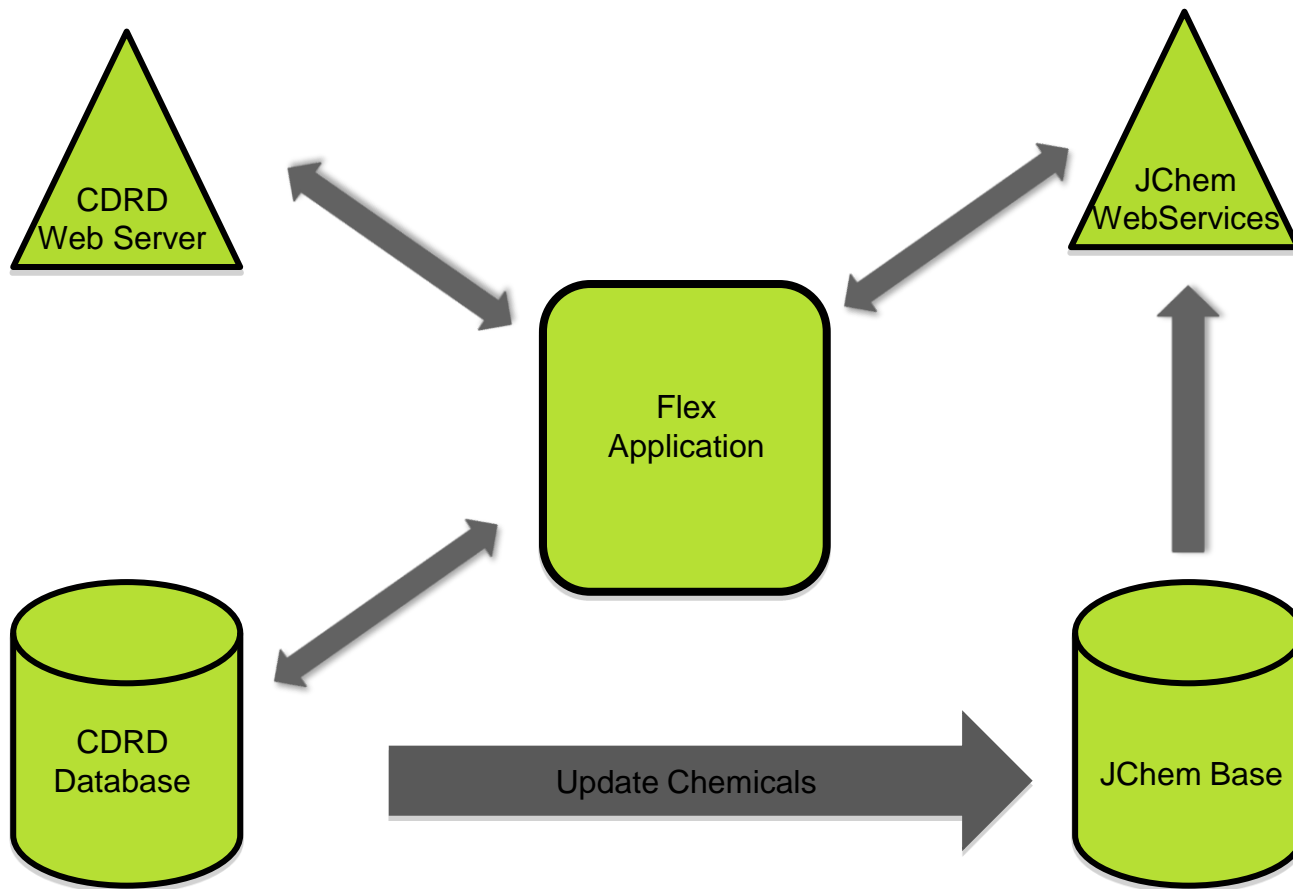 CDRD
Web Server
JChem
WebServices
Flex
Application
CDRD
Database
Update Chemicals
JChem Base